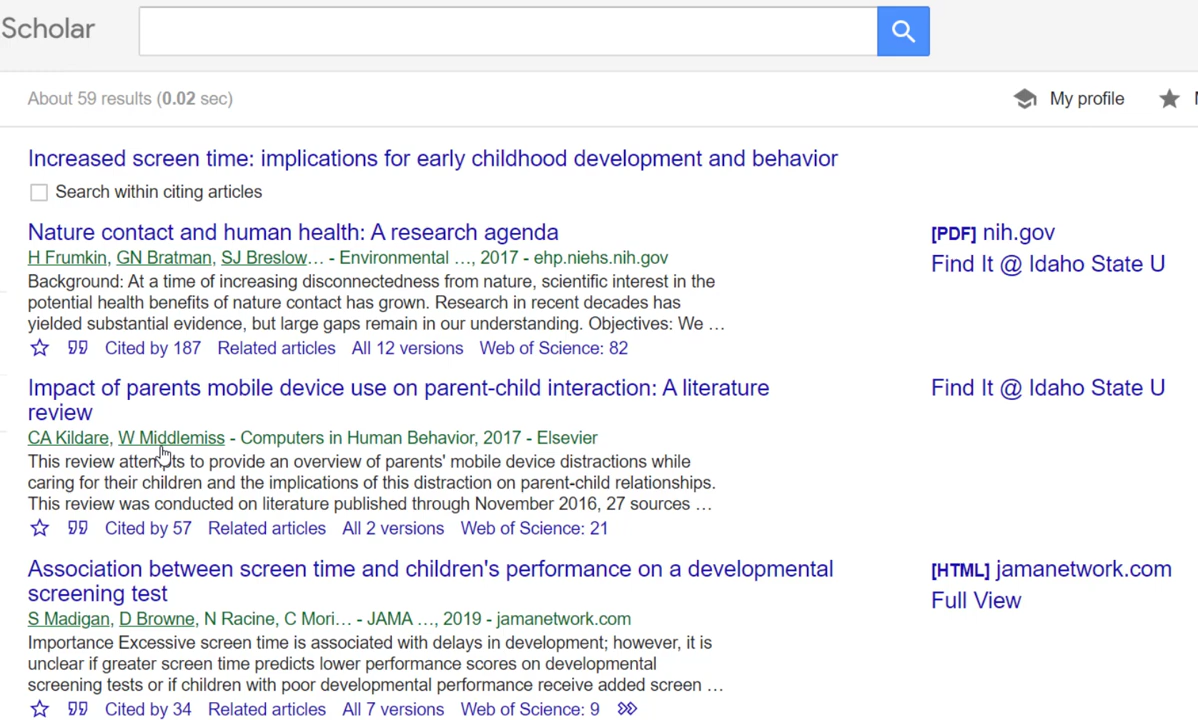 Scholar
About 59 results (0.02 sec)
My profile
Increased screen time: implications for early childhood development and behavior
Search within citing articles
Nature contact and human health: A research agenda
[PDF] nih.gov
H Frumkin, GN Bratman, SJ Breslow... - Environmental ..., 2017 - ehp.niehs.nih.gov
Find It @ Idaho State U
Background: At a time of increasing disconnectedness from nature, scientific interest in the
potential health benefits of nature contact has grown. Research in recent decades has
yielded substantial evidence, but large gaps remain in our understanding. Objectives: We ...
Cited by 187 Related articles All 12 versions Web of Science: 82
Impact of parents mobile device use on parent-child interaction: A literature
review
Find It @ Idaho State U
CA Kildare, W Middlemiss - Computers in Human Behavior, 2017 - Elsevier
This review attempts to provide an overview of parents' mobile device distractions while
caring for their children and the implications of this distraction on parent-child relationships.
This review was conducted on literature published through November 2016, 27 sources ...
Cited by 57 Related articles All 2 versions Web of Science: 21
Association between screen time and children's performance on a developmental
screening test
[HTML] jamanetwork.com
Full View
S Madigan, D Browne, N Racine, C Mori... - JAMA ..., 2019 - jamanetwork.com
Importance Excessive screen time is associated with delays in development; however, it is
unclear if greater screen time predicts lower performance scores on developmental
screening tests or if children with poor developmental performance receive added screen ...
Cited by 34 Related articles All 7 versions Web of Science: 9